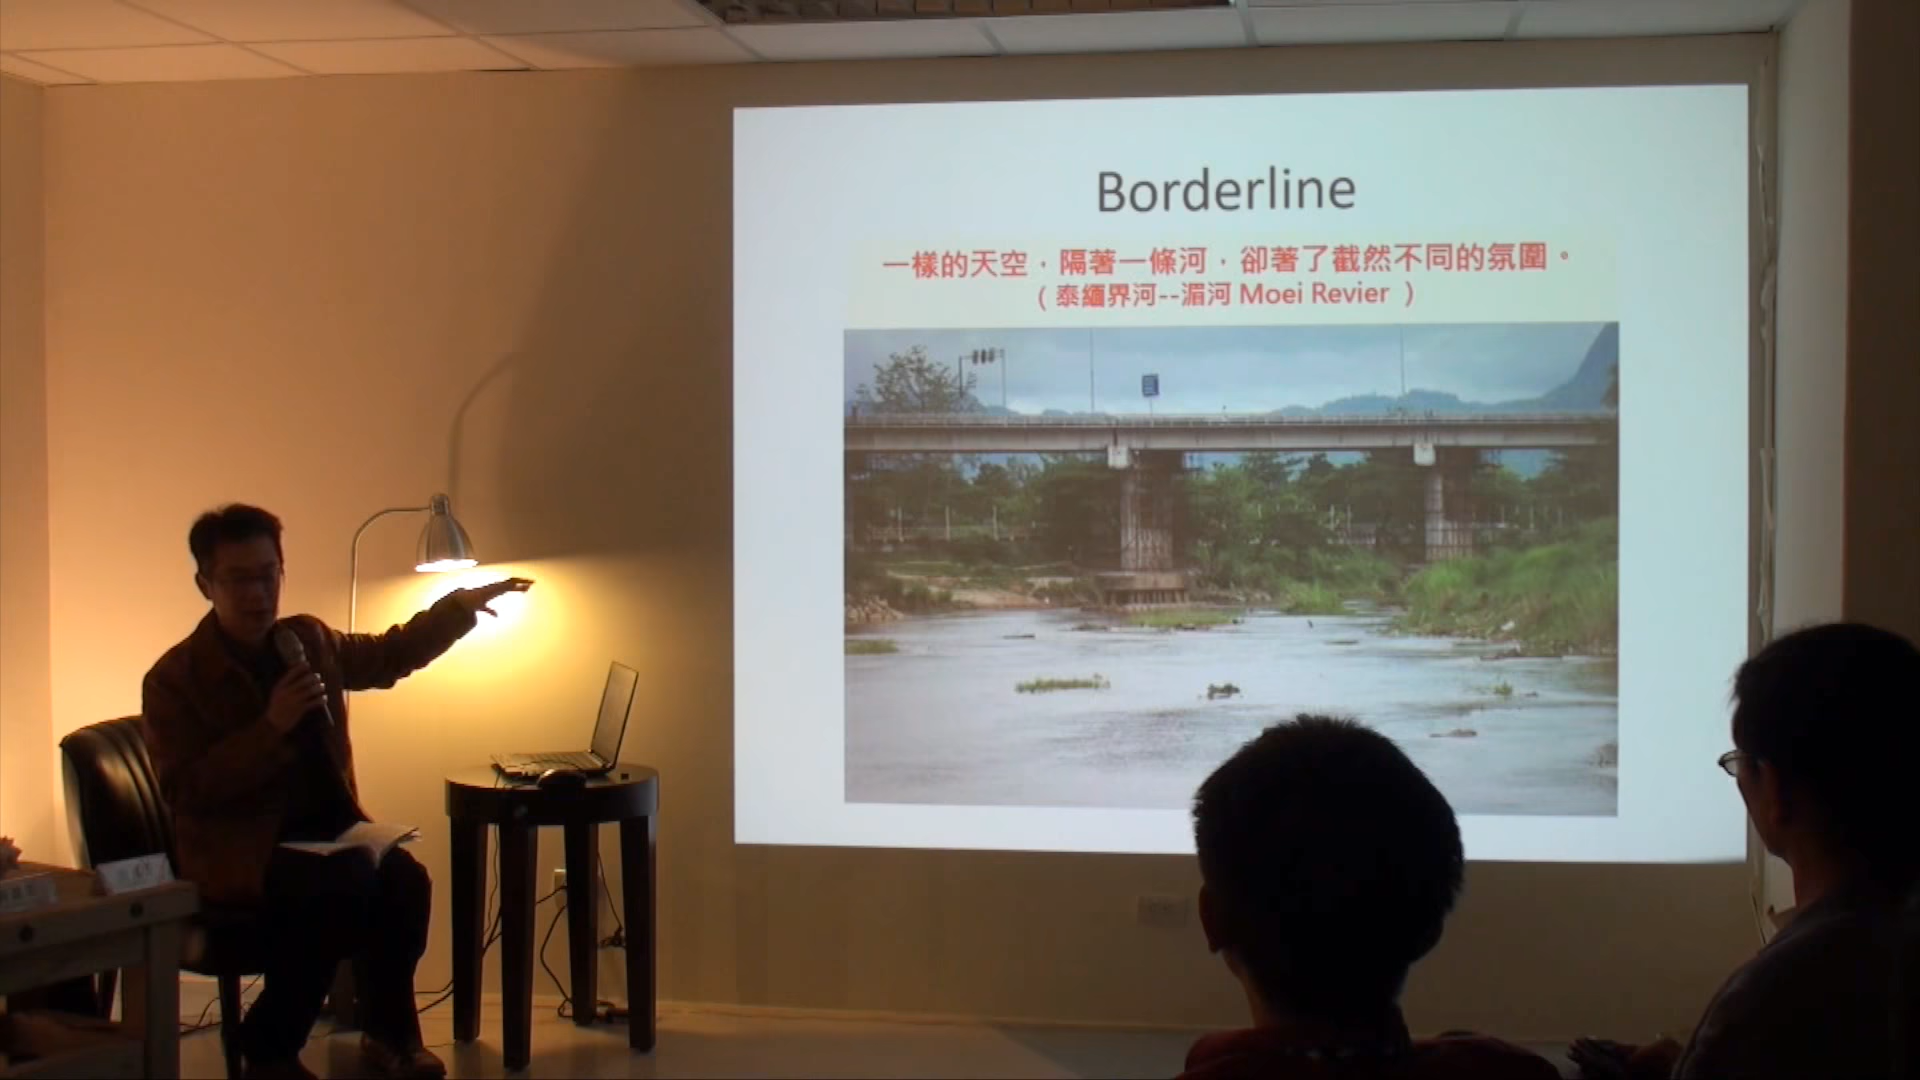 Borderline
一樣的天空，隔著一條河，卻著了截然不同的氛圍。
（泰緬界河--湄河 Moei Revier ）